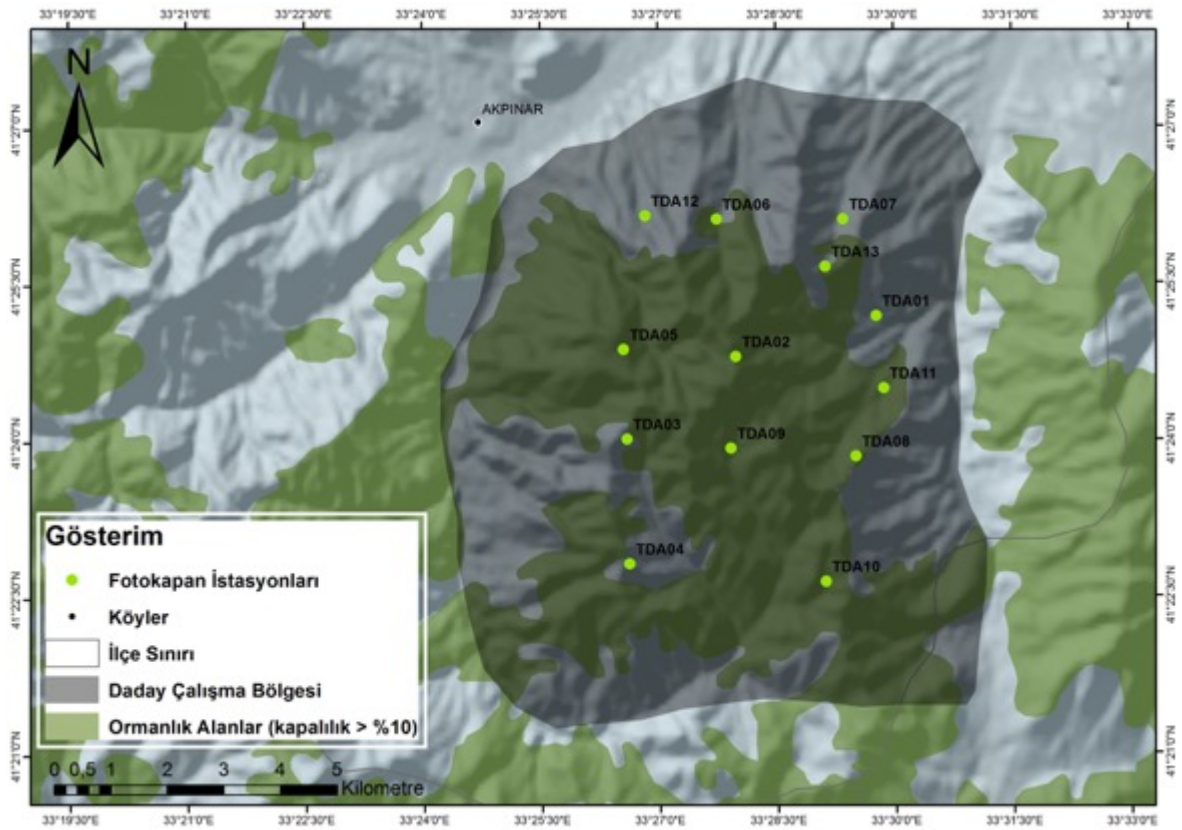 33°19'30"E 33°21'0"E 33°22'30"E 33°24'0"E 33°25'30"E 33°27'0"E 33°28'30"E 33°30'0"E 33°31'30"E 33°33'0"E
N
AKPINAR
41°27'0"N 41°27'0"N
TDA12 TDA06 TDA07
TDA13
41°25'30"N 41°25'30"N
TDA01
TDA05 TDA02
TDA11
TDA03 TDA09 TDA08
41°24'0"N 41°24'0"N
TDA04 TDA10
41°22'30"N 41°22'30"N
Gösterim
Fotokapan İstasyonları
Köyler
İlçe Sınırı
Daday Çalışma Bölgesi
Ormanlık Alanlar (kapalılık > %10)
41°21'0"N 41°21'0"N
0 0,5 1 2 3 4 5
Kilometre
33°19'30"E 33°21'0"E 33°22'30"E 33°24'0"E 33°25'30"E 33°27'0"E 33°28'30"E 33°30'0"E 33°31'30"E 33°33'0"E